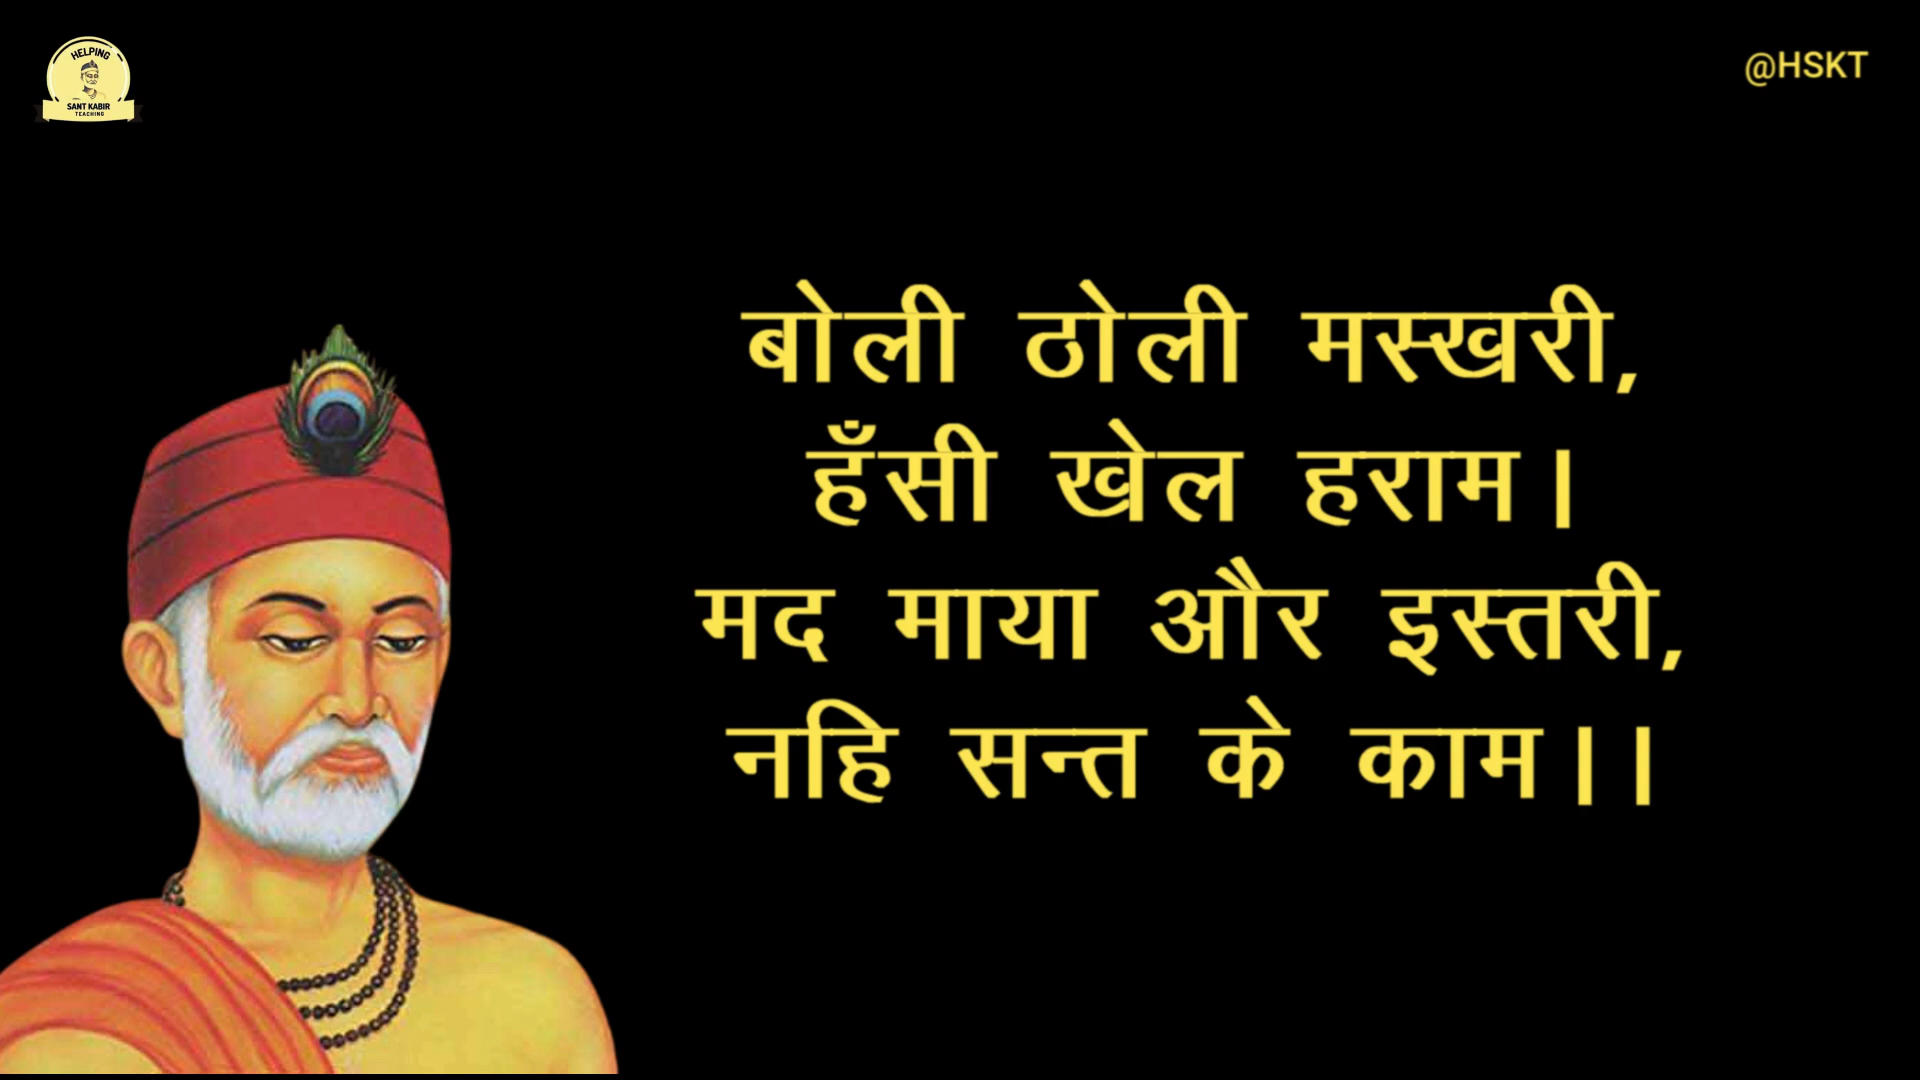 HELPING
SANT KABIR
TEACHING
@HSKT
बोली ठोली मस्खरी,
हँसी खेल हराम।
मद माया और इस्तरी,
नहि सन्त के काम।।